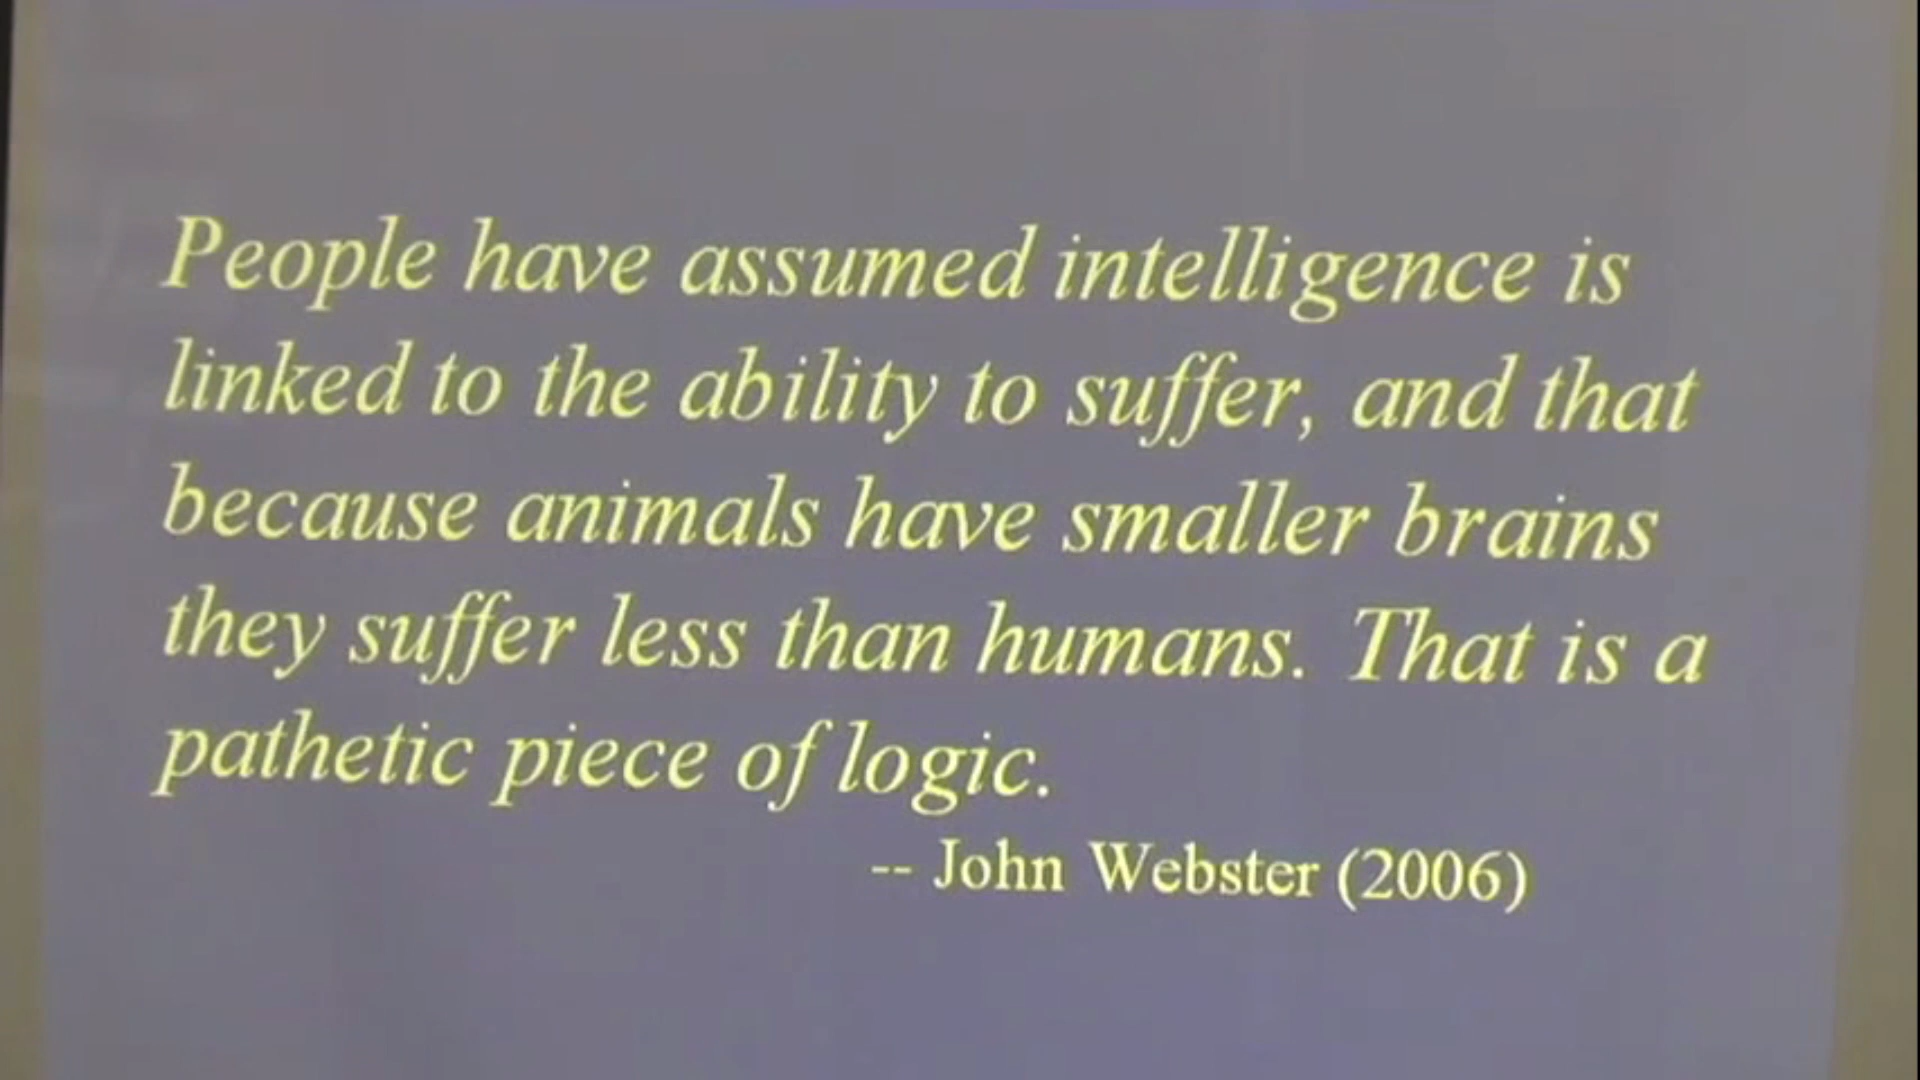 People have assumed intelligence is
linked to the ability to suffer, and that
because animals have smaller brains
they suffer less than humans. That is a
pathetic piece of logic.
-- John Webster (2006)